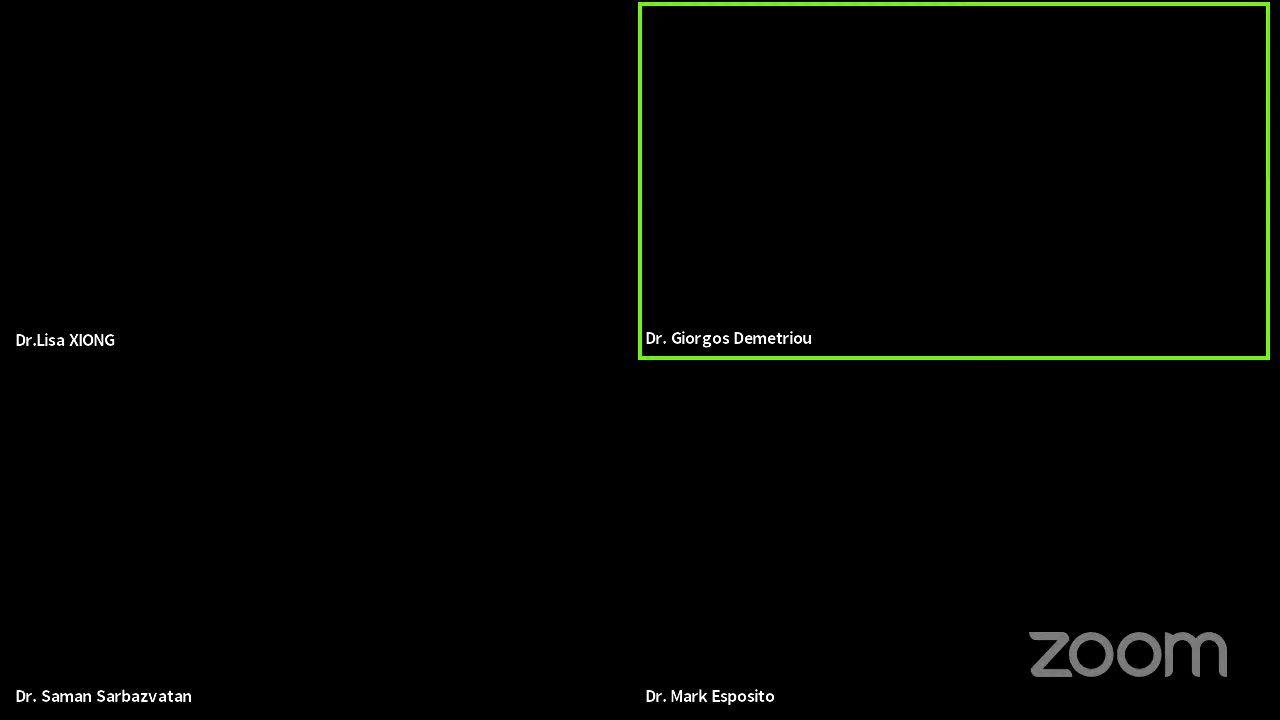 Dr.Lisa XIONG
Dr. Giorgos Demetriou
Dr. Saman Sarbazvatan
Dr. Mark Esposito
zoom